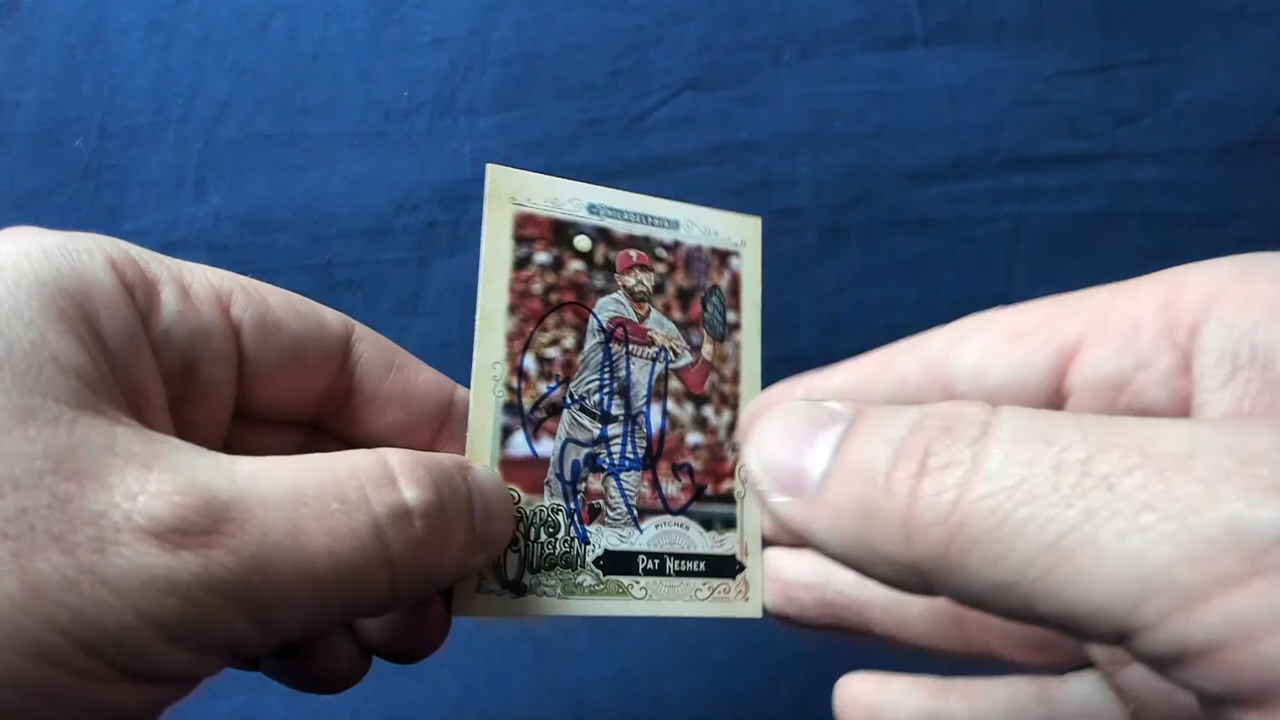 PHILADELPHIA
PITCHER
GYPSY
QUEEN
PAT NESHEK